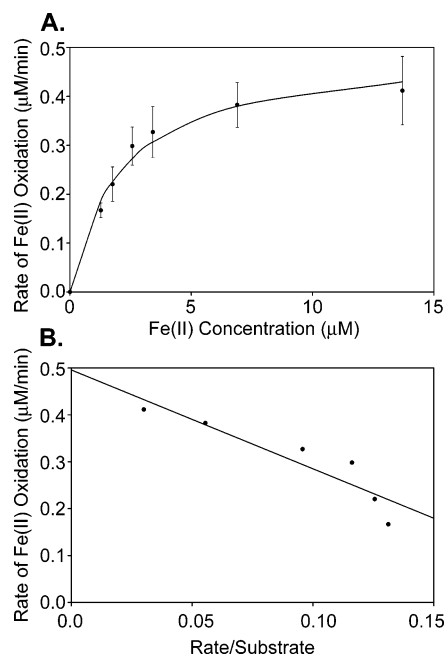 A.
Rate of Fe(II) Oxidation (µM/min)
0.5
0.4
0.3
0.2
0.1
0.0
0 5 10 15
Fe(II) Concentration (µM)
B.
Rate of Fe(II) Oxidation (µM/min)
0.5
0.4
0.3
0.2
0.1
0.0
0.0 0.05 0.10 0.15
Rate/Substrate